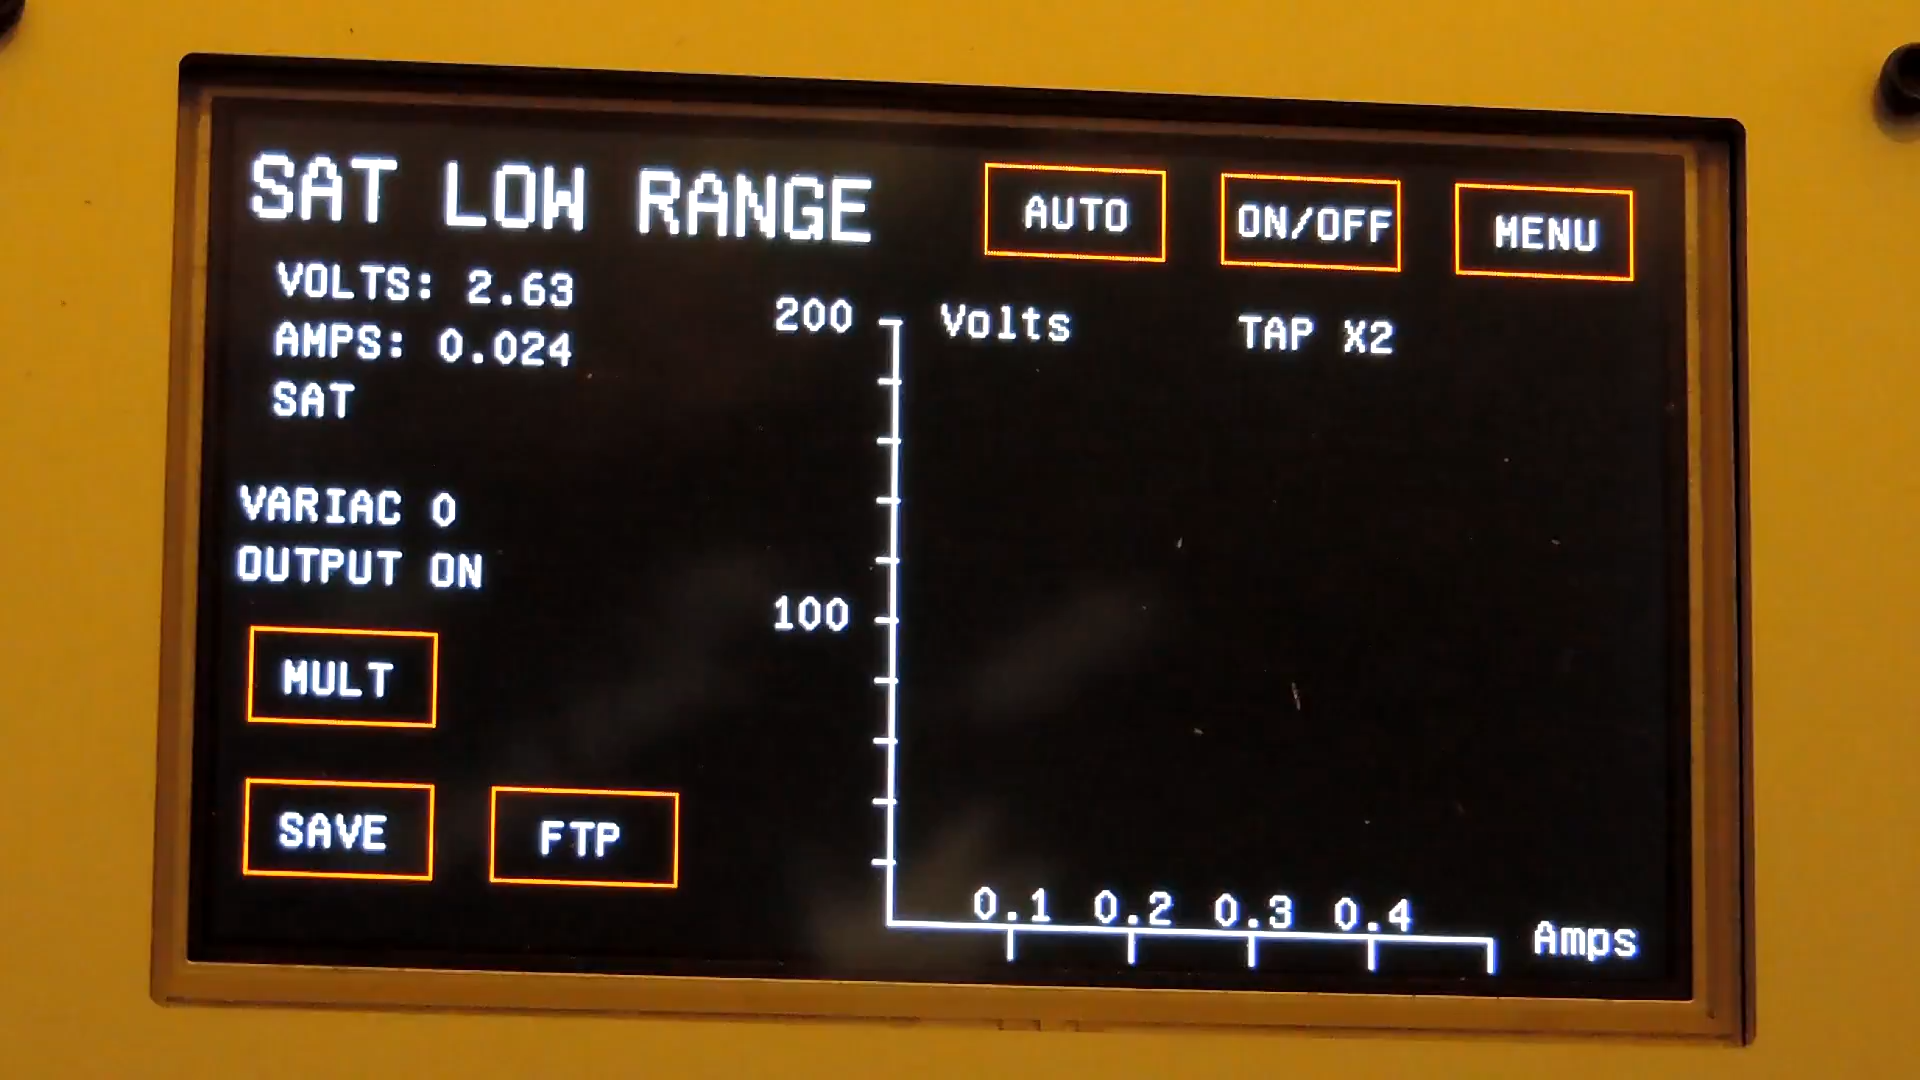 SAT LOW RANGE
AUTO
ON/OFF
MENU
VOLTS: 2.63
AMPS: 0.024
SAT
VARIAC 0
OUTPUT ON
MULT
SAVE
FTP
200
Volts
TAP X2
100
0.1 0.2 0.3 0.4
Amps